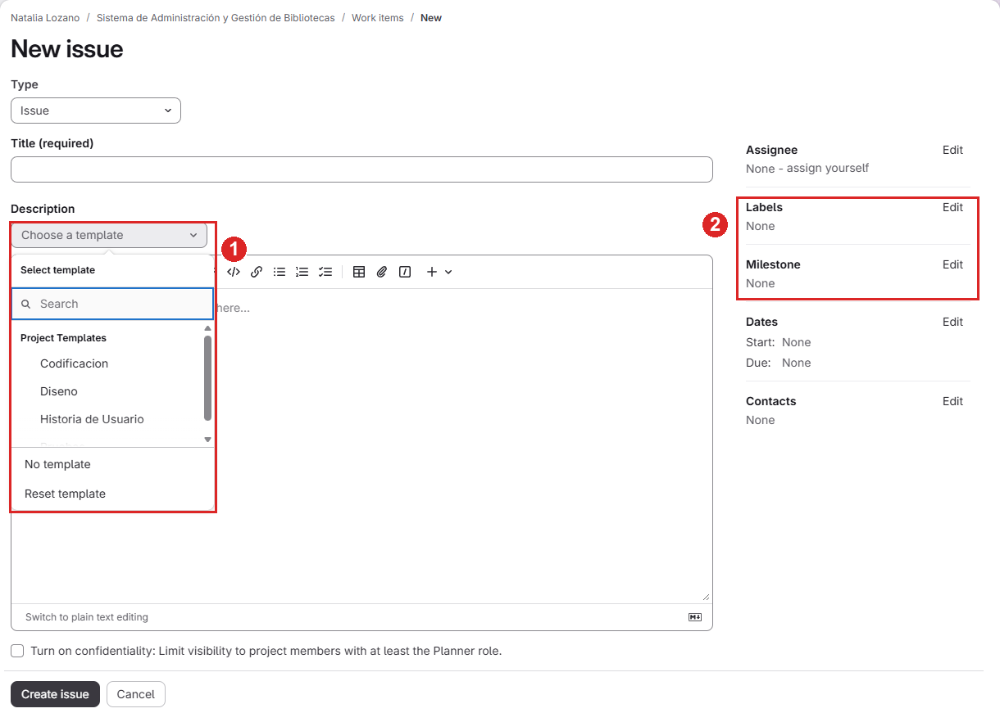 Natalia Lozano / Sistema de Administración y Gestión de Bibliotecas / Work items / New
New issue
Type
Issue
Title (required)
Description
Choose a template
1
Select template
Search
here...
Project Templates
Codificacion
Diseno
Historia de Usuario
No template
Reset template
Switch to plain text editing
Turn on confidentiality: Limit visibility to project members with at least the Planner role.
Create issue
Cancel
Assignee
Edit
None - assign yourself
2
Labels
Edit
None
Milestone
Edit
None
Dates
Edit
Start: None
Due: None
Contacts
Edit
None